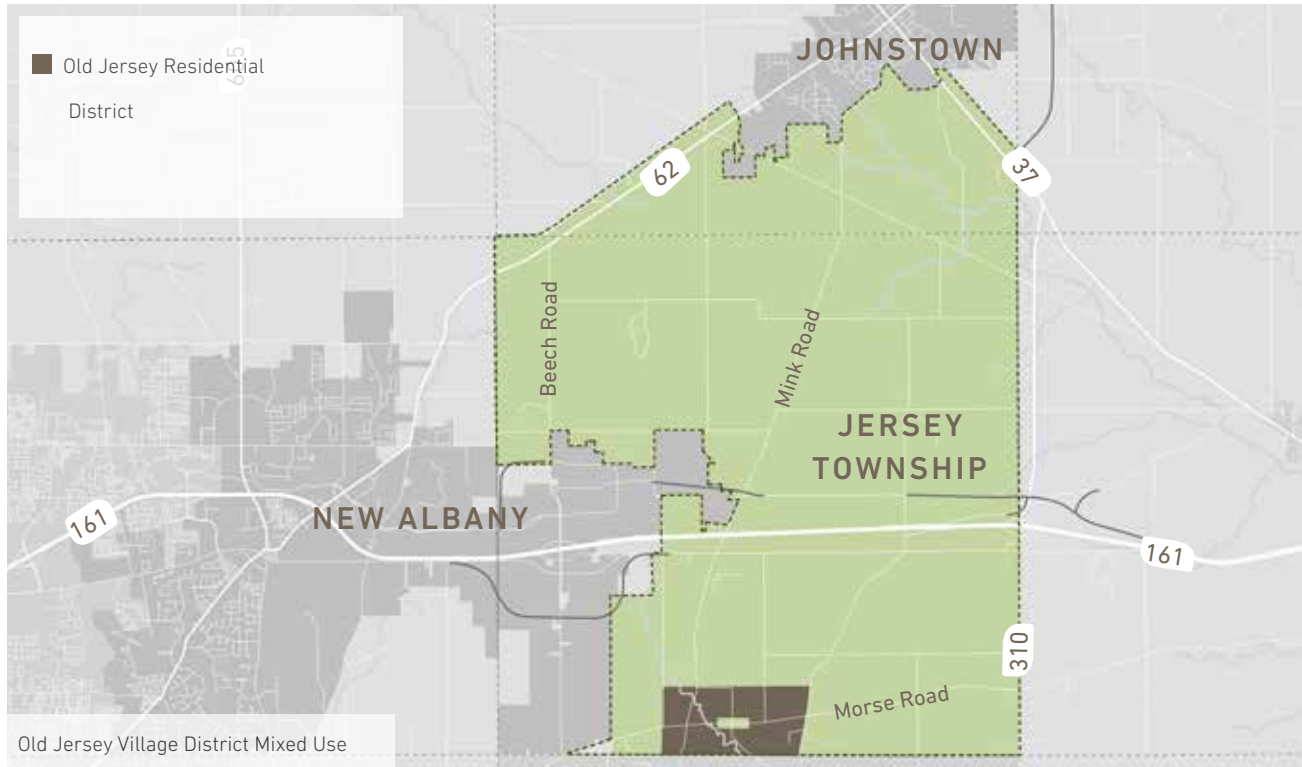 Old Jersey Residential
District
JOHNSTOWN
62
37
Beech Road
Mink Road
JERSEY
TOWNSHIP
161
NEW ALBANY
161
310
Morse Road
Old Jersey Village District Mixed Use